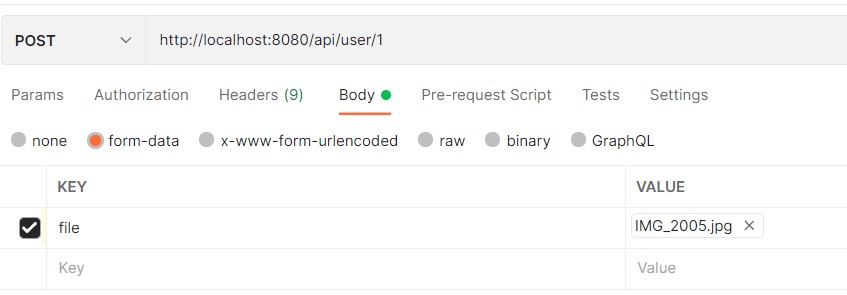 POST http://localhost:8080/api/user/1
Params Authorization Headers (9) Body Pre-request Script Tests Settings
none form-data x-www-form-urlencoded raw binary GraphQL
KEY VALUE
file IMG_2005.jpg
Key Value